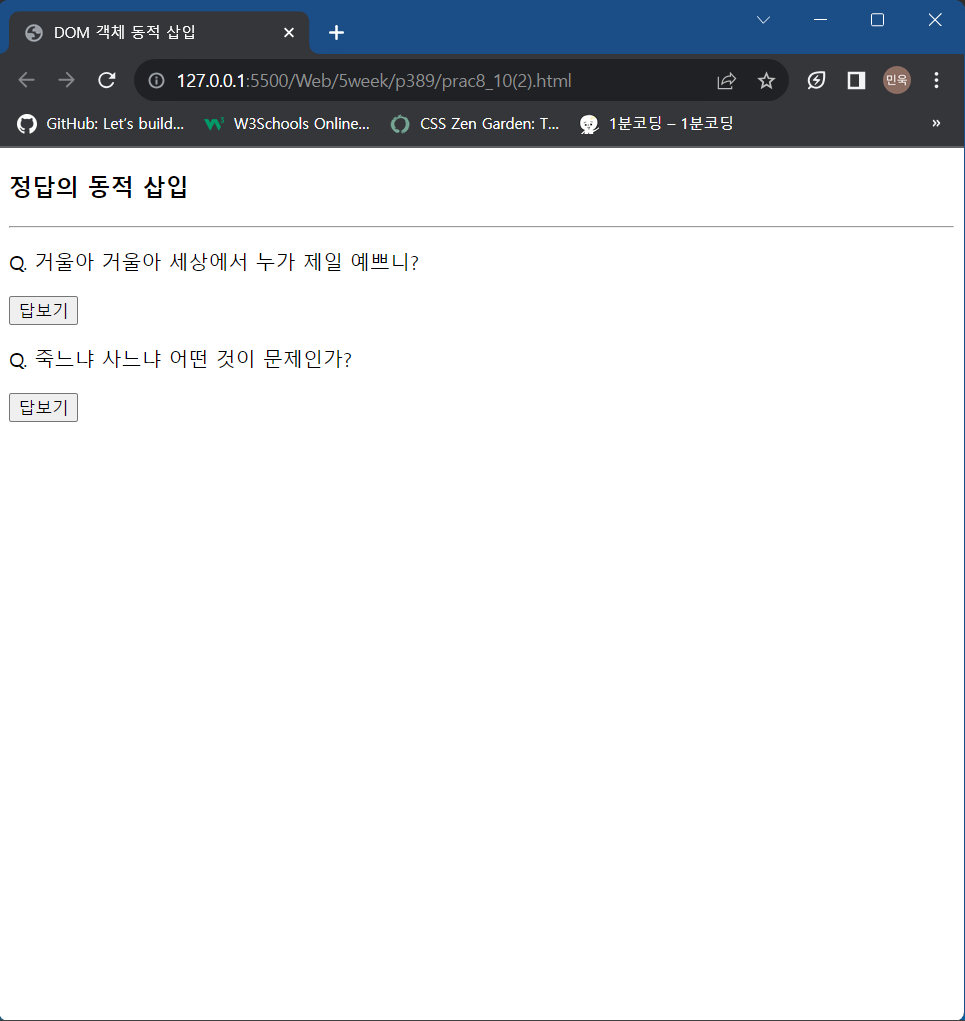 DOM 객체 동적 삽입
127.0.0.1:5500/Web/5week/p389/prac8_10(2).html
민욱
GitHub: Let's build... W3Schools Online... CSS Zen Garden: T... 1분코딩 – 1분코딩 »
정답의 동적 삽입
Q. 거울아 거울아 세상에서 누가 제일 예쁘니?
답보기
Q. 죽느냐 사느냐 어떤 것이 문제인가?
답보기